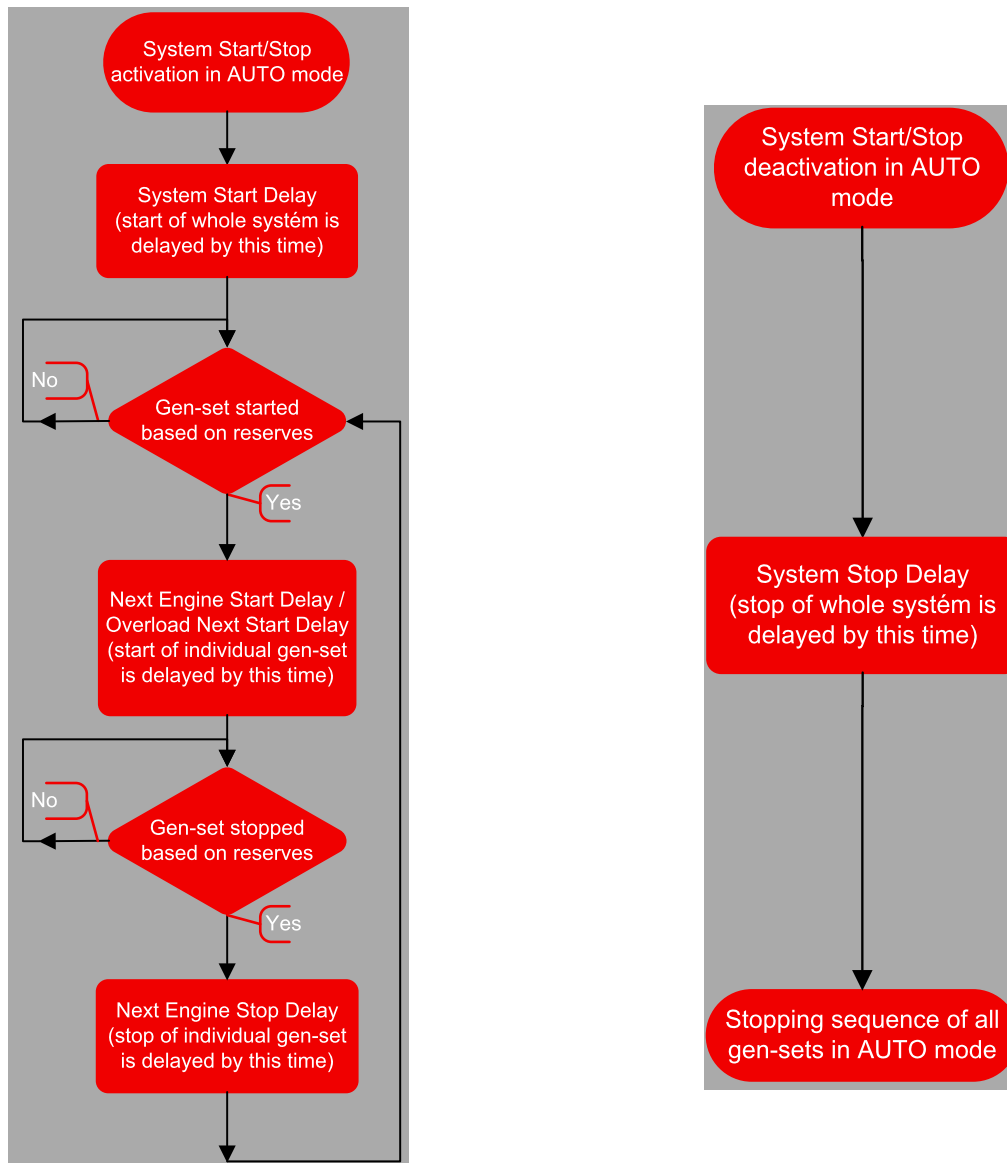 System Start/Stop
activation in AUTO mode
System Start Delay
(start of whole systém is
delayed by this time)
No
Gen-set started
based on reserves
Yes
Next Engine Start Delay /
Overload Next Start Delay
(start of individual gen-set
is delayed by this time)
No
Gen-set stopped
based on reserves
Yes
Next Engine Stop Delay
(stop of individual gen-set
is delayed by this time)
System Start/Stop
deactivation in AUTO
mode
System Stop Delay
(stop of whole systém is
delayed by this time)
Stopping sequence of all
gen-sets in AUTO mode